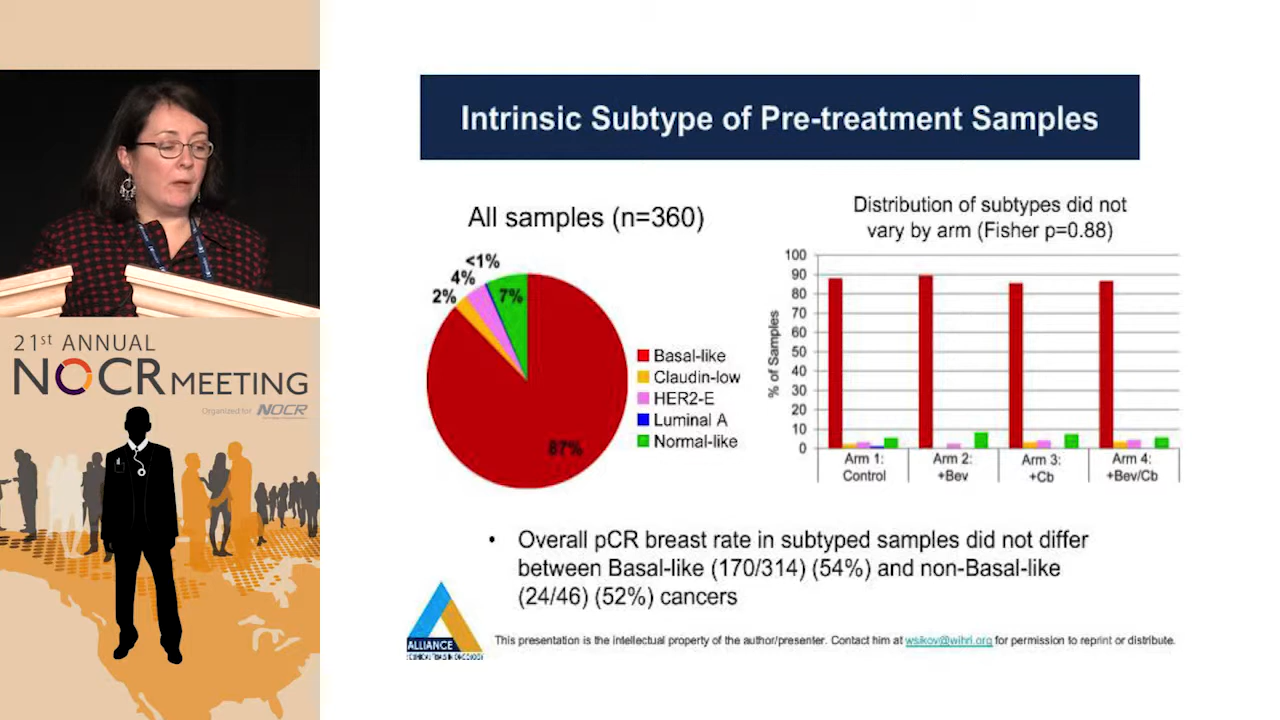 21st ANNUAL
NOCR MEETING
Organized for NOCR
Intrinsic Subtype of Pre-treatment Samples
All samples (n=360)
<1%
4%
2%
7%
87%
Basal-like
Claudin-low
HER2-E
Luminal A
Normal-like
Distribution of subtypes did not
vary by arm (Fisher p=0.88)
% of Samples
100
90
80
70
60
50
40
30
20
10
0
Arm 1:
Control
Arm 2:
+Bev
Arm 3:
+Cb
Arm 4:
+Bev/Cb
• Overall pCR breast rate in subtyped samples did not differ
between Basal-like (170/314) (54%) and non-Basal-like
(24/46) (52%) cancers
ALLIANCE
This presentation is the intellectual property of the author/presenter. Contact him at wsikov@wihri.org for permission to reprint or distribute.